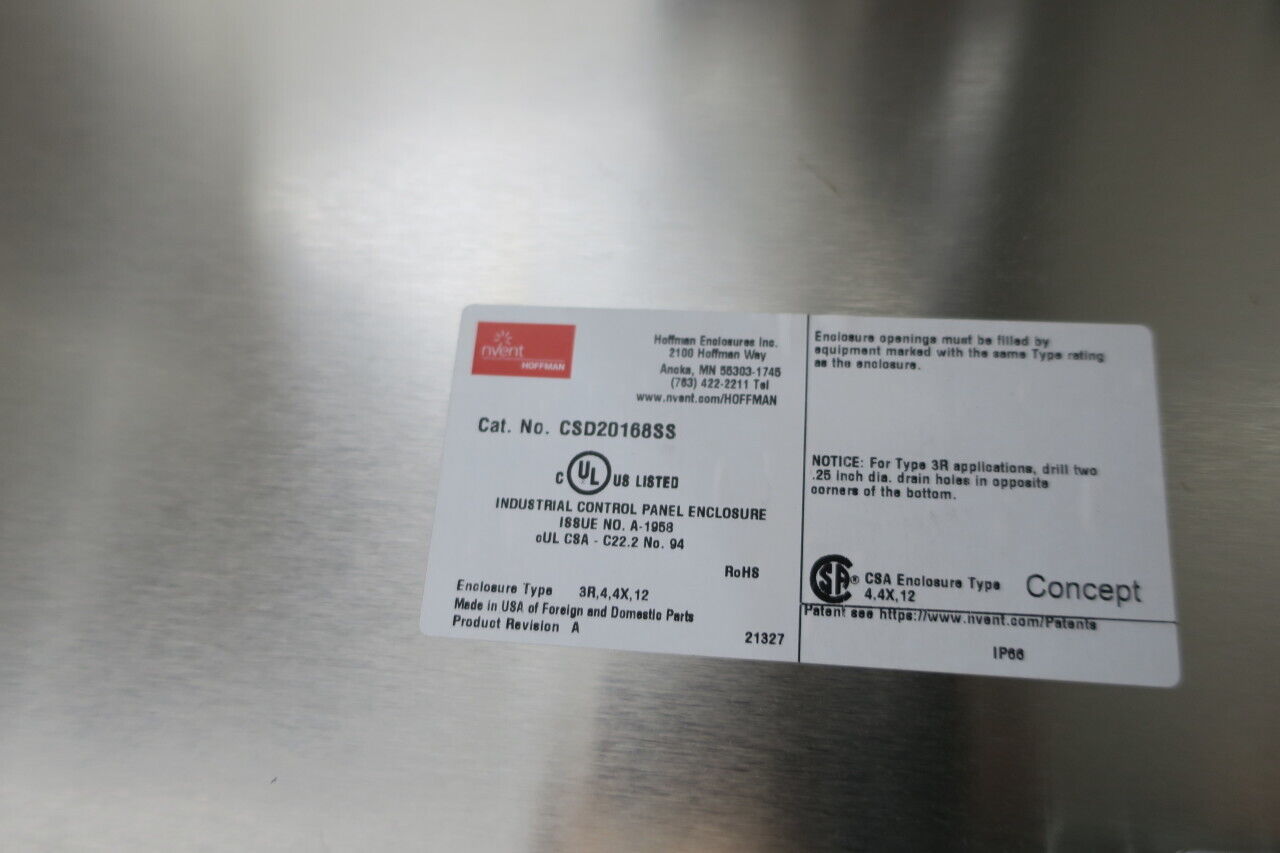 nvent
HOFFMAN
Hoffman Enclosures Inc.
2100 Hoffman Way
Anoka, MN 55303-1745
(763) 422-2211 Tel
www.nvent.com/HOFFMAN
Cat. No. CSD20168SS
C UL US LISTED
INDUSTRIAL CONTROL PANEL ENCLOSURE
ISSUE NO. A-1958
cUL CSA - C22.2 No. 94
RoHS
Enclosure Type 3R,4,4X,12
Made in USA of Foreign and Domestic Parts
Product Revision A
21327
Enclosure openings must be filled by
equipment marked with the same Type rating
as the enclosure.
NOTICE: For Type 3R applications, drill two
.25 inch dia. drain holes in opposite
corners of the bottom.
SA® CSA Enclosure Type
4,4X,12
Concept
Patent see https://www.nvent.com/Patents
IP66